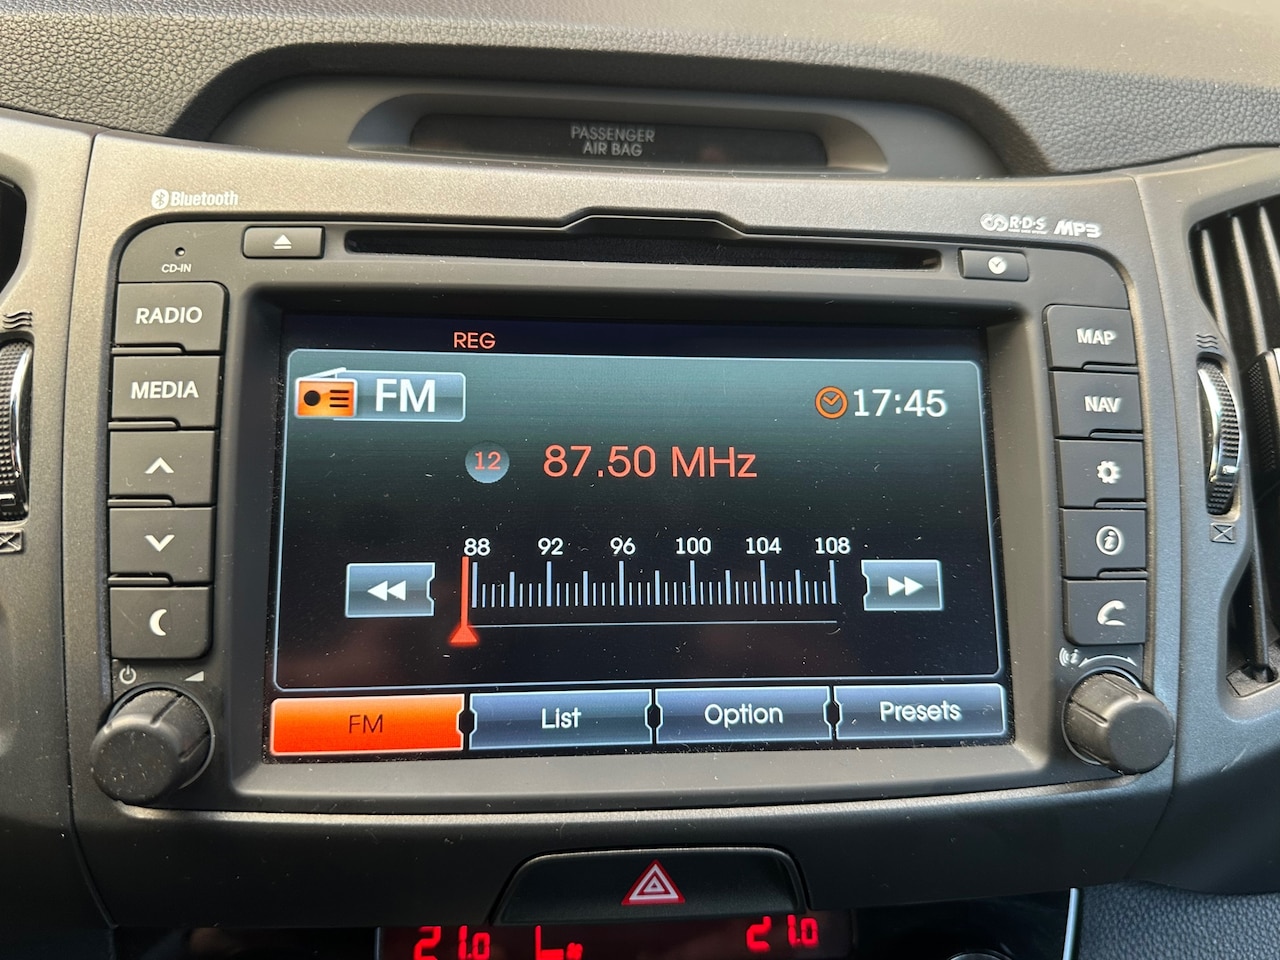 PASSENGER
AIR BAG
Bluetooth
R·D·S MP3
CD-IN
RADIO
MEDIA
MAP
NAV
REG
FM
17:45
12 87.50 MHz
88 92 96 100 104 108
FM List Option Presets
21.0 21.0